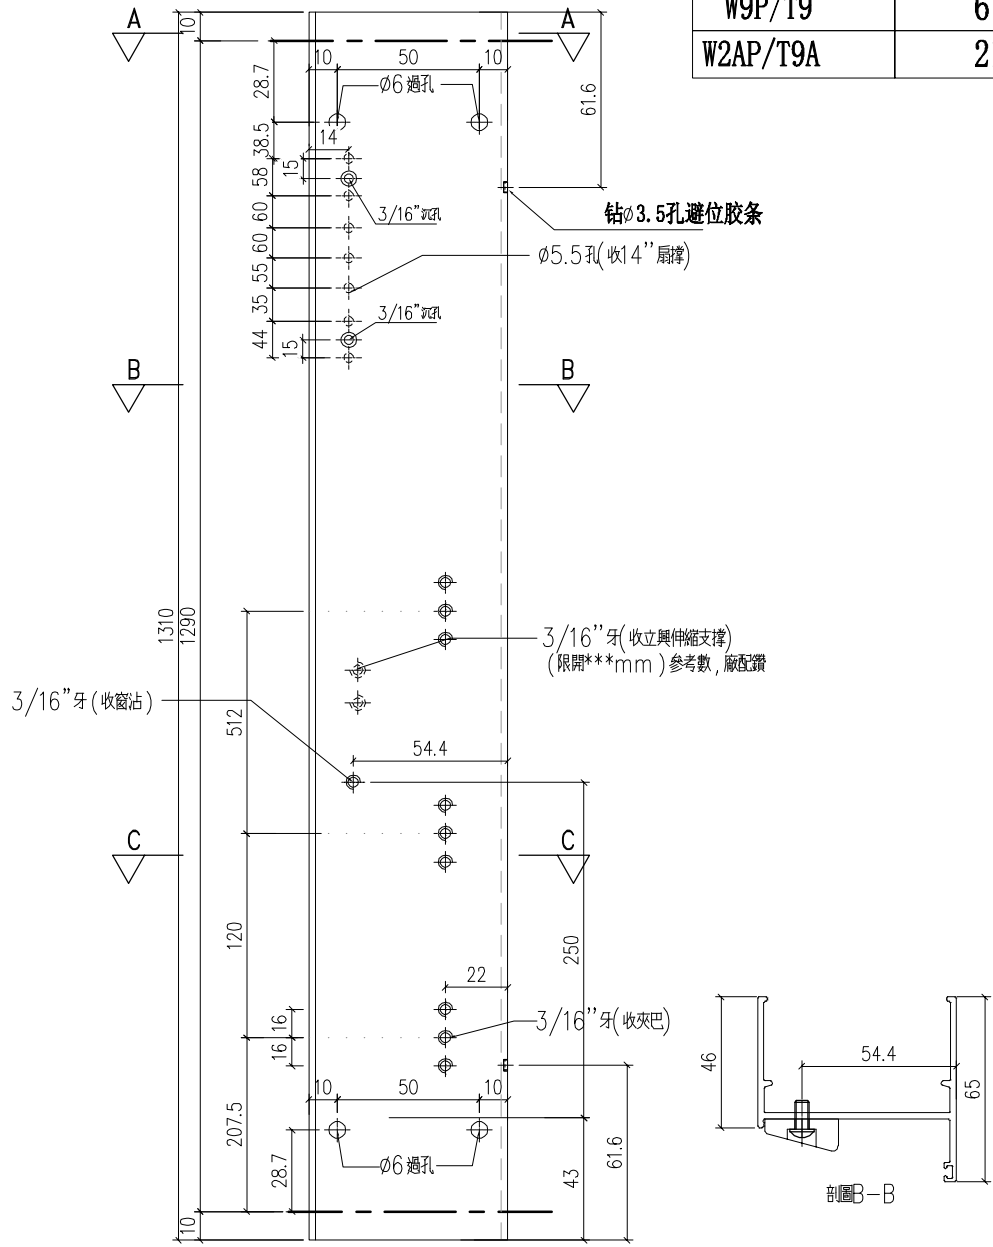 W9P/T9 6
W2AP/T9A 2
A
A
10
10
50
10
28.7
Ø6過孔
61.6
14
38.5
15
58
3/16”沉孔
60
钻Ø3.5孔避位胶条
60
Ø5.5孔(收14”扇撐)
55
35
3/16”沉孔
44
15
B
B
1310
1290
3/16”牙(收立興伸縮支撐)
(限開***mm)參考數,廠配鑽
3/16”牙(收窗沾)
512
54.4
C
C
120
250
22
16
3/16”牙(收夾巴)
16
10
50
10
207.5
28.7
Ø6過孔
43
61.6
10
46
54.4
65
剖圖B-B